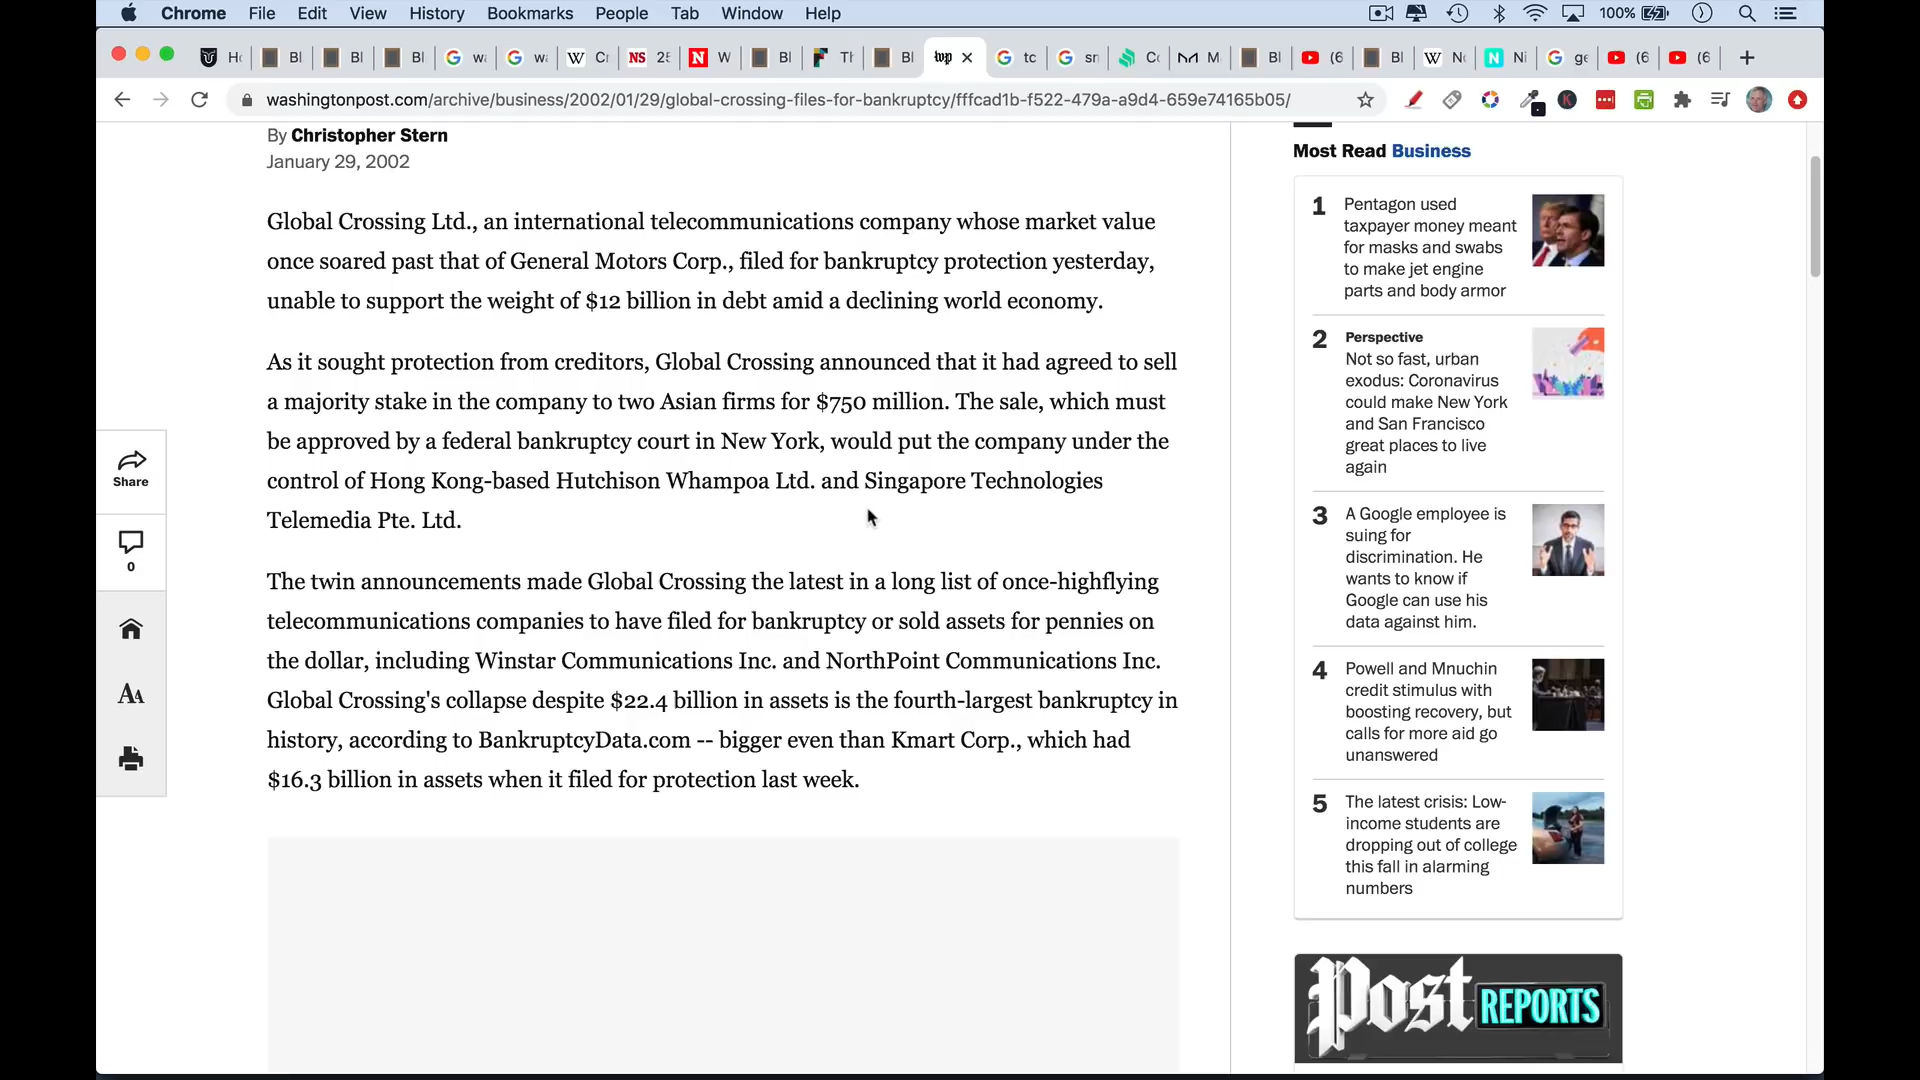 Chrome File Edit View History Bookmarks People Tab Window Help 100%
Bl Bl Bl W NS W Bl Bl wp W N
washingtonpost.com/archive/business/2002/01/29/global-crossing-files-for-bankruptcy/fffcad1b-f522-479a-a9d4-659e74165b05/
By Christopher Stern
January 29, 2002
Global Crossing Ltd., an international telecommunications company whose market value
once soared past that of General Motors Corp., filed for bankruptcy protection yesterday,
unable to support the weight of $12 billion in debt amid a declining world economy.
As it sought protection from creditors, Global Crossing announced that it had agreed to sell
a majority stake in the company to two Asian firms for $750 million. The sale, which must
be approved by a federal bankruptcy court in New York, would put the company under the
control of Hong Kong-based Hutchison Whampoa Ltd. and Singapore Technologies
Telemedia Pte. Ltd.
The twin announcements made Global Crossing the latest in a long list of once-highflying
telecommunications companies to have filed for bankruptcy or sold assets for pennies on
the dollar, including Winstar Communications Inc. and NorthPoint Communications Inc.
Global Crossing's collapse despite $22.4 billion in assets is the fourth-largest bankruptcy in
history, according to BankruptcyData.com -- bigger even than Kmart Corp., which had
$16.3 billion in assets when it filed for protection last week.
Share
0
AA
Most Read Business
1 Pentagon used
taxpayer money meant
for masks and swabs
to make jet engine
parts and body armor
2 Perspective
Not so fast, urban
exodus: Coronavirus
could make New York
and San Francisco
great places to live
again
3 A Google employee is
suing for
discrimination. He
wants to know if
Google can use his
data against him.
4 Powell and Mnuchin
credit stimulus with
boosting recovery, but
calls for more aid go
unanswered
5 The latest crisis: Low-
income students are
dropping out of college
this fall in alarming
numbers
Post REPORTS